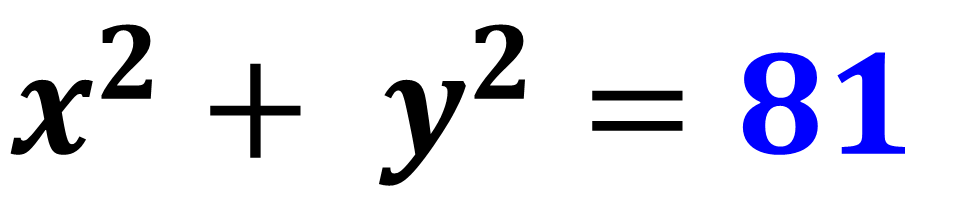 x² + y² = 81